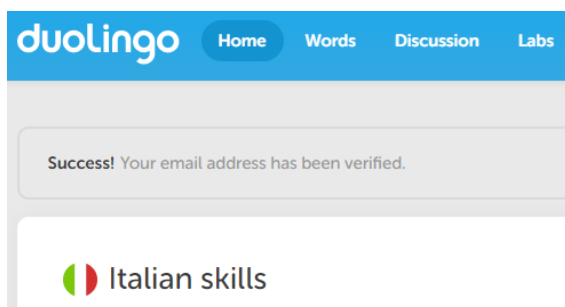 duolingo Home Words Discussion Labs
Success! Your email address has been verified.
Italian skills